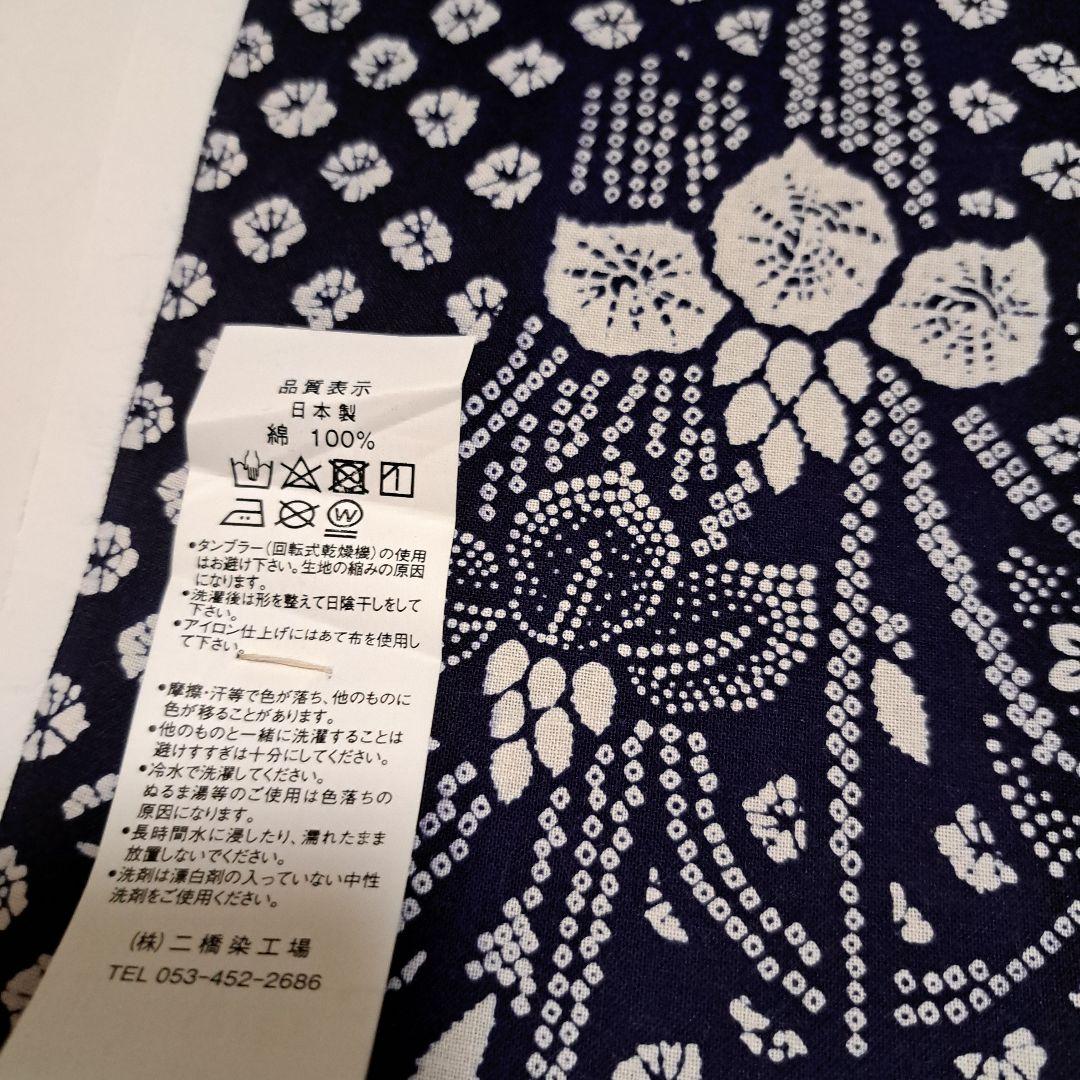 品質表示
日本製
綿 100%
W
•タンブラー(回転式乾燥機)の使用
はお避け下さい。生地の縮みの原因
になります。
•洗濯後は形を整えて日陰干しをして
下さい。
•アイロン仕上げにはあて布を使用し
て下さい。
•摩擦・汗等で色が落ち、他のものに
色が移ることがあります。
•他のものと一緒に洗濯することは
避けすすぎは十分にしてください。
•冷水で洗濯してください。
ぬるま湯等のご使用は色落ちの
原因になります。
•長時間水に浸したり、濡れたまま
放置しないでください。
•洗剤は漂白剤の入っていない中性
洗剤をご使用ください。
(株)二橋染工場
TEL 053-452-2686